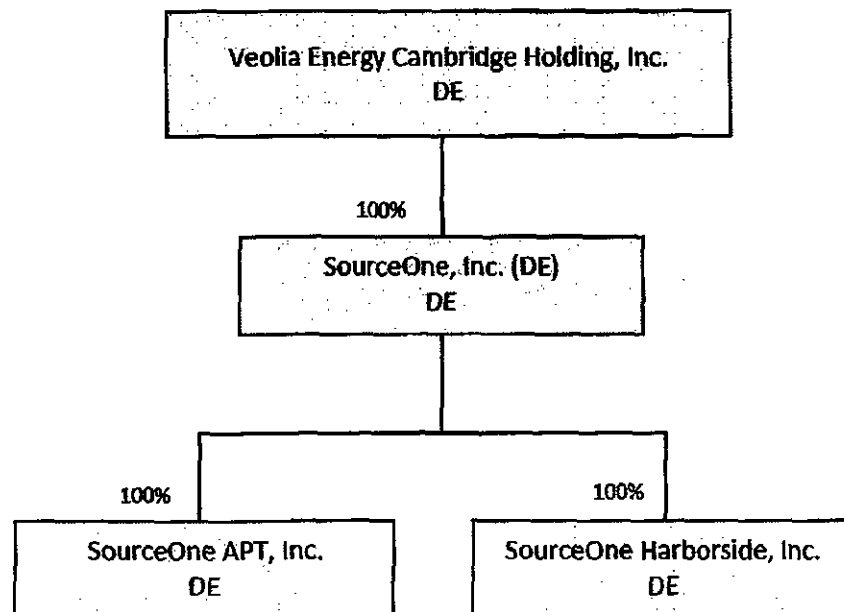 Veolia Energy Cambridge Holding, Inc.
DE
100%
SourceOne, Inc. (DE)
DE
100%
100%
SourceOne APT, Inc.
DE
SourceOne Harborside, Inc.
DE